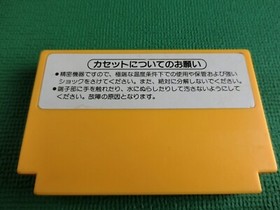 カセットについてのお願い
●精密機器ですので、極端な温度条件下での使用や保管および強い
ショックをさけてください。また、絶対に分解しないでください。
●端子部に手を触れたり、水にぬらしたりして汚さないようにして
ください。故障の原因となります。